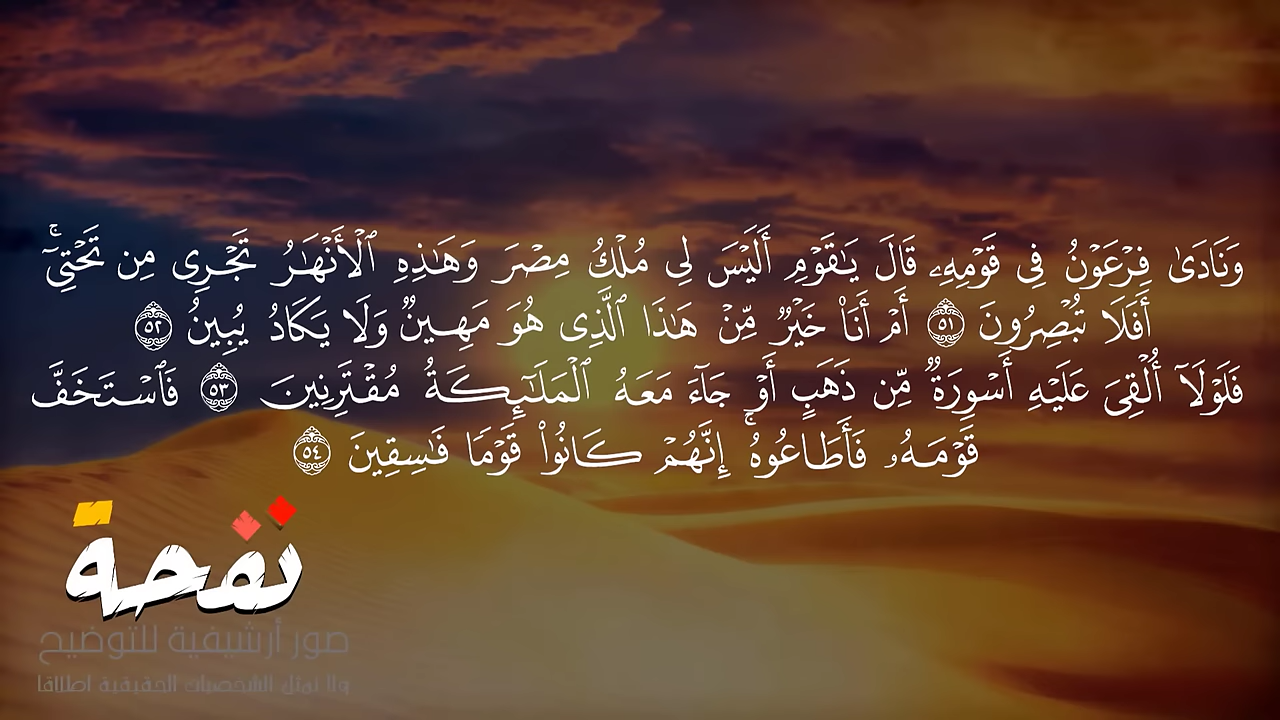 وَنَادَىٰ فِرْعَوْنُ فِي قَوْمِهِۦ قَالَ يَـٰقَوْمِ أَلَيْسَ لِي مُلْكُ مِصْرَ وَهَـٰذِهِ ٱلْأَنْهَـٰرُ تَجْرِي مِن تَحْتِيٓۚ
أَفَلَا تُبْصِرُونَ ٥١ أَمْ أَنَا۠ خَيْرٌ مِّنْ هَـٰذَا ٱلَّذِي هُوَ مَهِينٌ وَلَا يَكَادُ يُبِينُ ٥٢
فَلَوْلَآ أُلْقِيَ عَلَيْهِ أَسْوِرَةٌ مِّن ذَهَبٍ أَوْ جَآءَ مَعَهُ ٱلْمَلَـٰٓئِكَةُ مُقْتَرِنِينَ ٥٣ فَٱسْتَخَفَّ
قَوْمَهُۥ فَأَطَاعُوهُۚ إِنَّهُمْ كَانُوا۟ قَوْمًا فَـٰسِقِينَ ٥٤
نفحة
صور أرشيفية للتوضيح
ولا تمثل الشخصيات الحقيقية اطلاقا